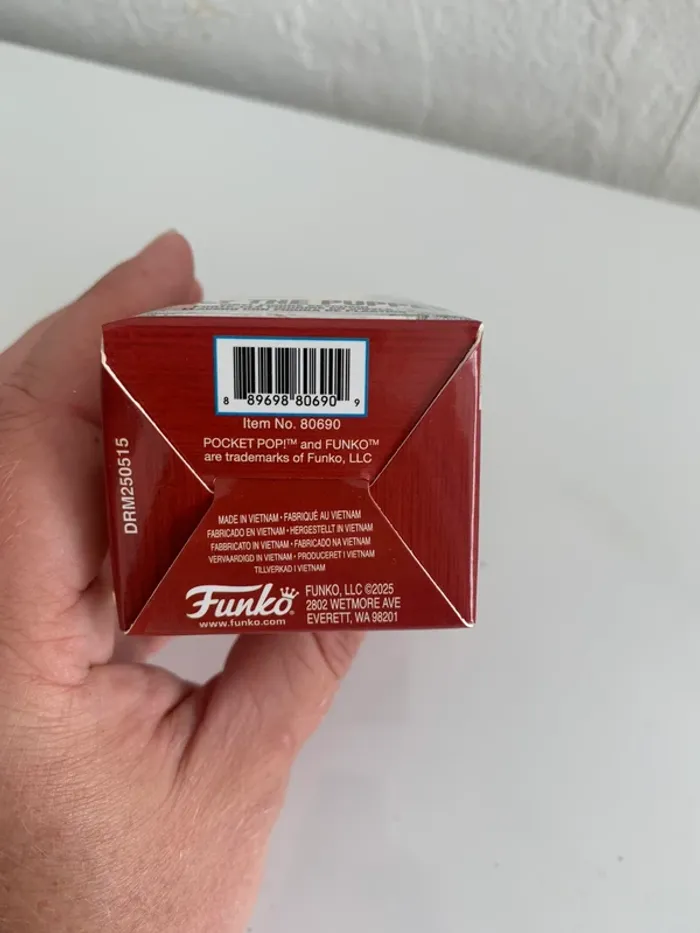 THE PUPP
8 89698 80690 9
Item No. 80690
POCKET POP!™ and FUNKO™
are trademarks of Funko, LLC
DRM250515
MADE IN VIETNAM • FABRIQUÉ AU VIETNAM
FABRICADO EN VIETNAM • HERGESTELLT IN VIETNAM
FABBRICATO IN VIETNAM • FABRICADO NA VIETNAM
VERVAARDIGD IN VIETNAM • PRODUCERET I VIETNAM
TILLVERKAD I VIETNAM
Funko®
www.funko.com
FUNKO, LLC ©2025
2802 WETMORE AVE
EVERETT, WA 98201